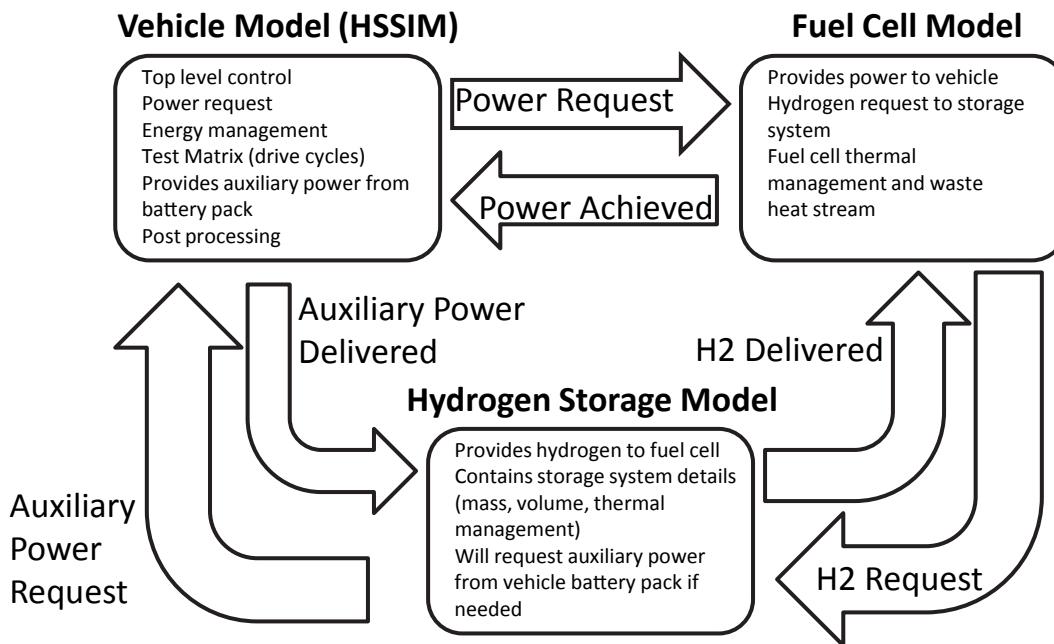 Vehicle Model (HSSIM)
Fuel Cell Model
Top level control
Power request
Energy management
Test Matrix (drive cycles)
Provides auxiliary power from
battery pack
Post processing
Power Request
Power Achieved
Provides power to vehicle
Hydrogen request to storage
system
Fuel cell thermal
management and waste
heat stream
Auxiliary Power
Delivered
H2 Delivered
Hydrogen Storage Model
Provides hydrogen to fuel cell
Contains storage system details
(mass, volume, thermal
management)
Will request auxiliary power
from vehicle battery pack if
needed
Auxiliary
Power
Request
H2 Request